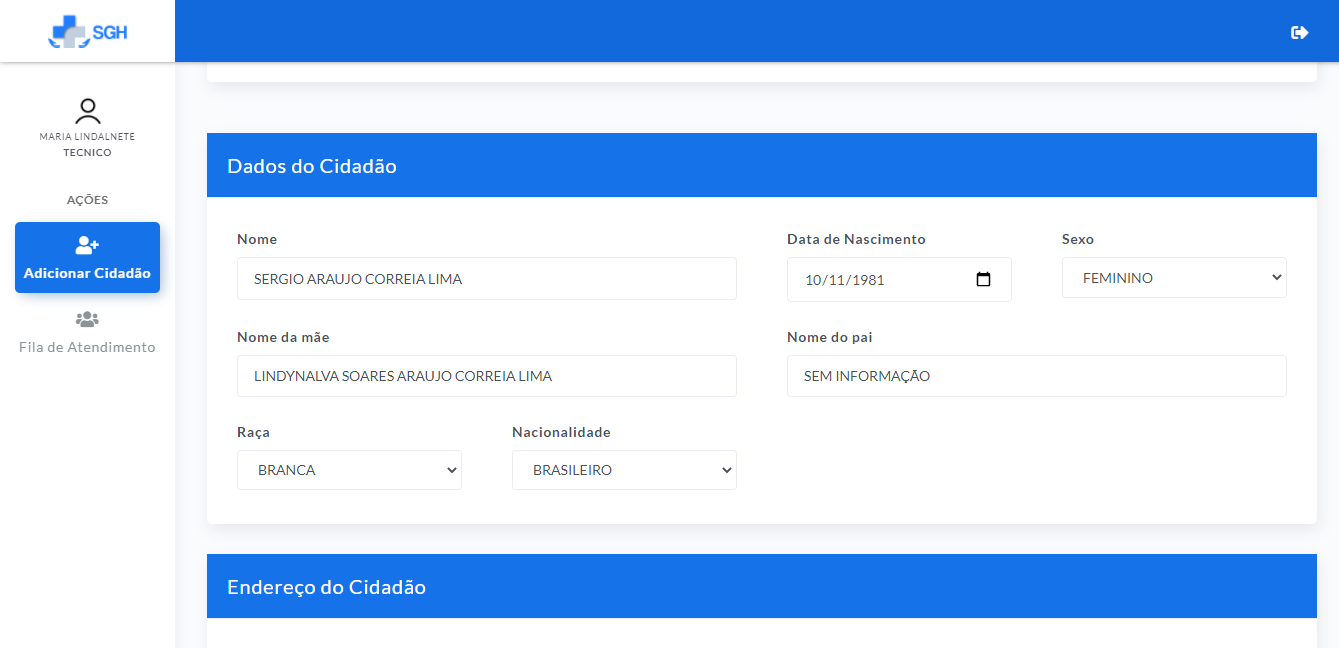 SGH
MARIA LINDALNETE
TECNICO
AÇÕES
Adicionar Cidadão
Fila de Atendimento
Dados do Cidadão
Nome
Data de Nascimento
Sexo
SERGIO ARAUJO CORREIA LIMA
10/11/1981
FEMININO
Nome da mãe
Nome do pai
LINDYNALVA SOARES ARAUJO CORREIA LIMA
SEM INFORMAÇÃO
Raça
Nacionalidade
BRANCA
BRASILEIRO
Endereço do Cidadão